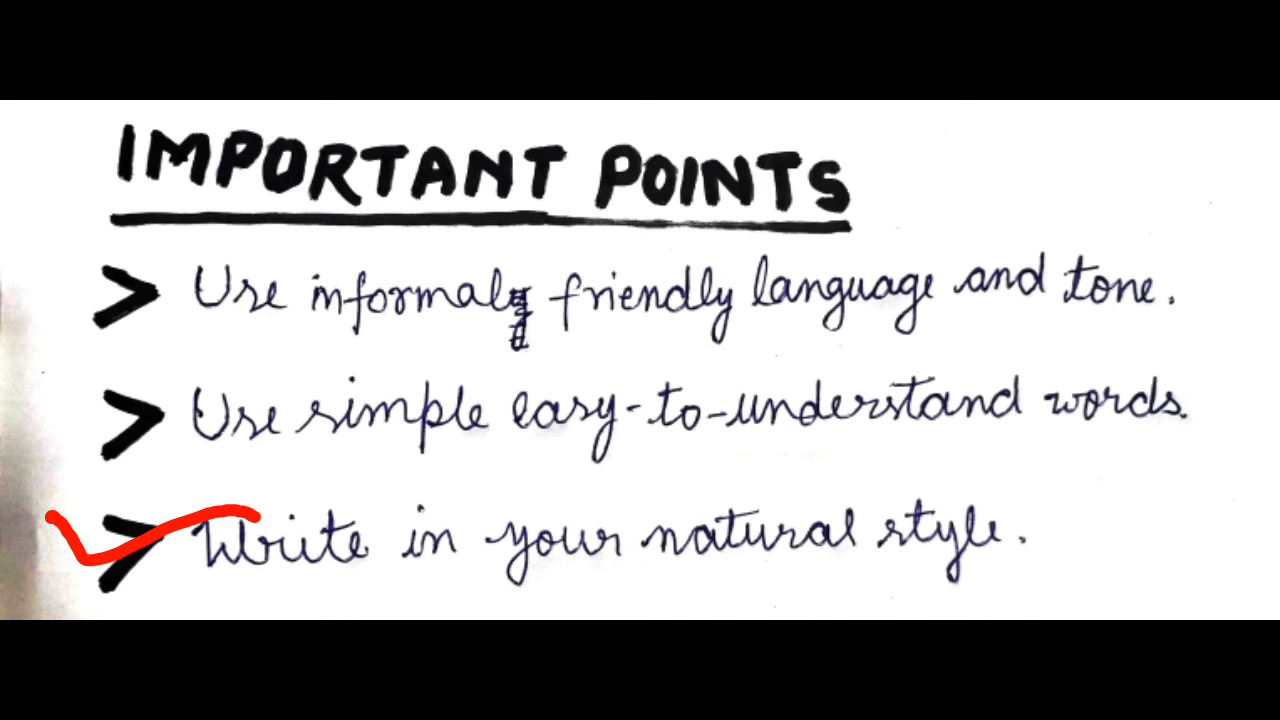 IMPORTANT POINTS
Use informal, friendly language and tone.
Use simple easy-to-understand words.
Write in your natural style.